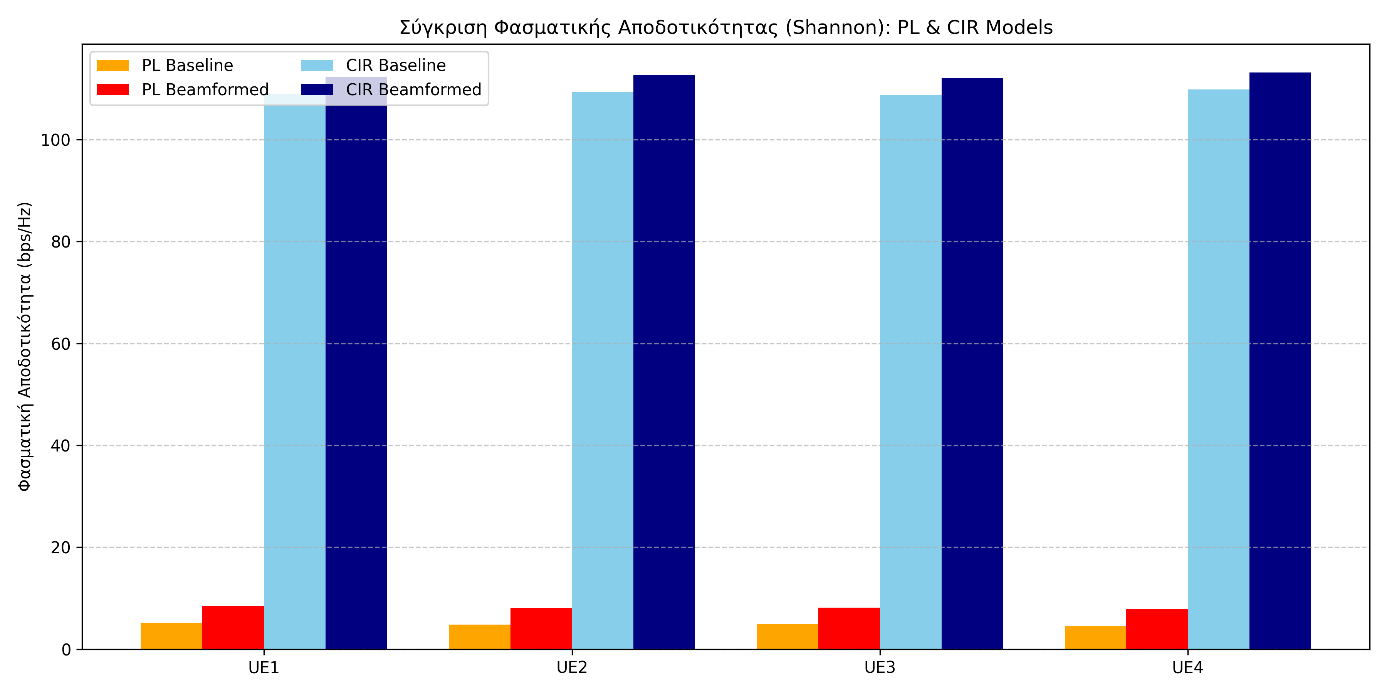 Σύγκριση Φασματικής Αποδοτικότητας (Shannon): PL & CIR Models
PL Baseline
PL Beamformed
CIR Baseline
CIR Beamformed
Φασματική Αποδοτικότητα (bps/Hz)
100
80
60
40
20
0
UE1 UE2 UE3 UE4